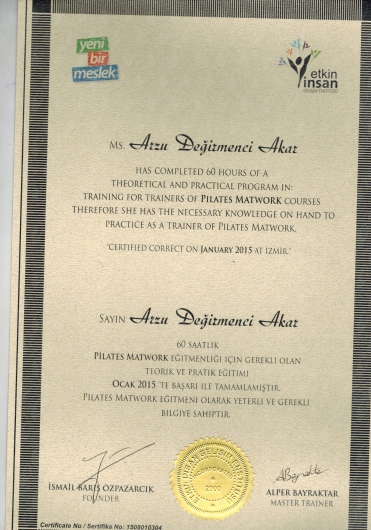 yeni
bir
meslek
etkin
insan
Ms. Arzu Değirmenci Akar
HAS COMPLETED 60 HOURS OF A
THEORETICAL AND PRACTICAL PROGRAM IN:
TRAINING FOR TRAINERS OF PILATES MATWORK COURSES
THEREFORE SHE HAS THE NECESSARY KNOWLEDGE ON HAND TO
PRACTICE AS A TRAINER OF PILATES MATWORK.
"CERTIFIED CORRECT ON JANUARY 2015 AT İZMİR."
SAYIN Arzu Değirmenci Akar
60 SAATLİK
PİLATES MATWORK EĞİTMENLİĞİ İÇİN GEREKLİ OLAN
TEORİK VE PRATİK EĞİTİMİ
OCAK 2015 'TE BAŞARI İLE TAMAMLAMIŞTIR.
PİLATES MATWORK EĞİTMENİ OLARAK YETERLİ VE GEREKLİ
BİLGİYE SAHİPTİR.
İSMAİL BARIŞ ÖZPAZARCIK
FOUNDER
ALPER BAYRAKTAR
MASTER TRAINER
Certificate No / Sertifika No: 1508010304